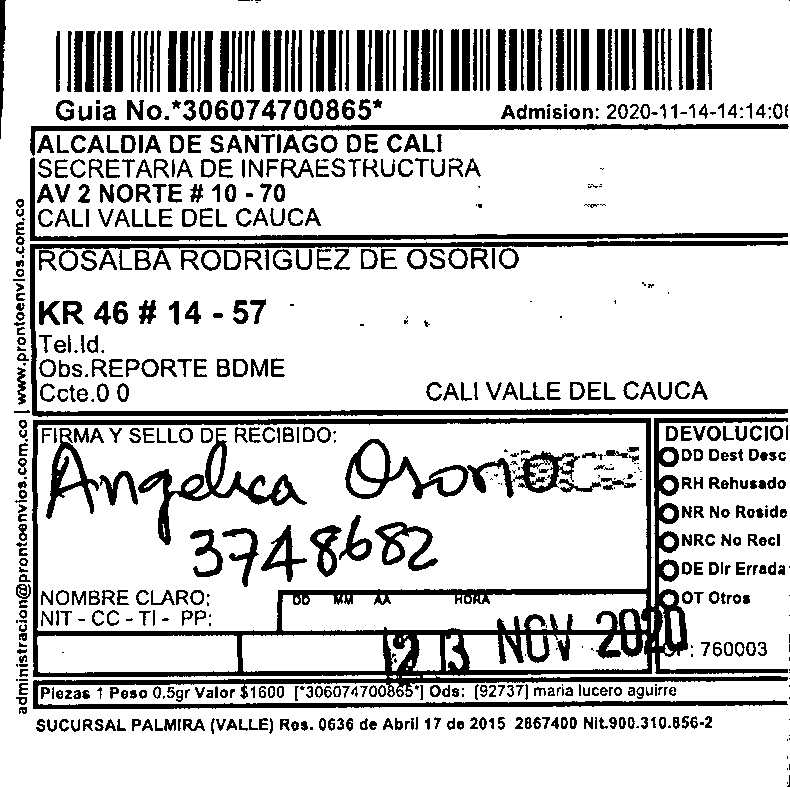 Guia No.*306074700865*
Admision: 2020-11-14-14:14:06
ALCALDIA DE SANTIAGO DE CALI
SECRETARIA DE INFRAESTRUCTURA
AV 2 NORTE # 10 - 70
CALI VALLE DEL CAUCA
ROSALBA RODRIGUEZ DE OSORIO
KR 46 # 14 - 57
Tel.Id.
Obs.REPORTE BDME
Ccte.0 0
CALI VALLE DEL CAUCA
administracion@prontoenvios.com.co | www.prontoenvios.com.co
FIRMA Y SELLO DE RECIBIDO:
Angelica Osorio
3748682
NOMBRE CLARO:
NIT - CC - TI - PP:
DD MM AA HORA
23 NOV 2020
DEVOLUCIO
DD Dest Desc
RH Rehusado
NR No Reside
NRC No Recl
DE Dir Errada
OT Otros
CP: 760003
Piezas 1 Peso 0.5gr Valor $1600 [*306074700865*] Ods: [92737] maria lucero aguirre
SUCURSAL PALMIRA (VALLE) Res. 0636 de Abril 17 de 2015 2867400 Nit.900.310.856-2